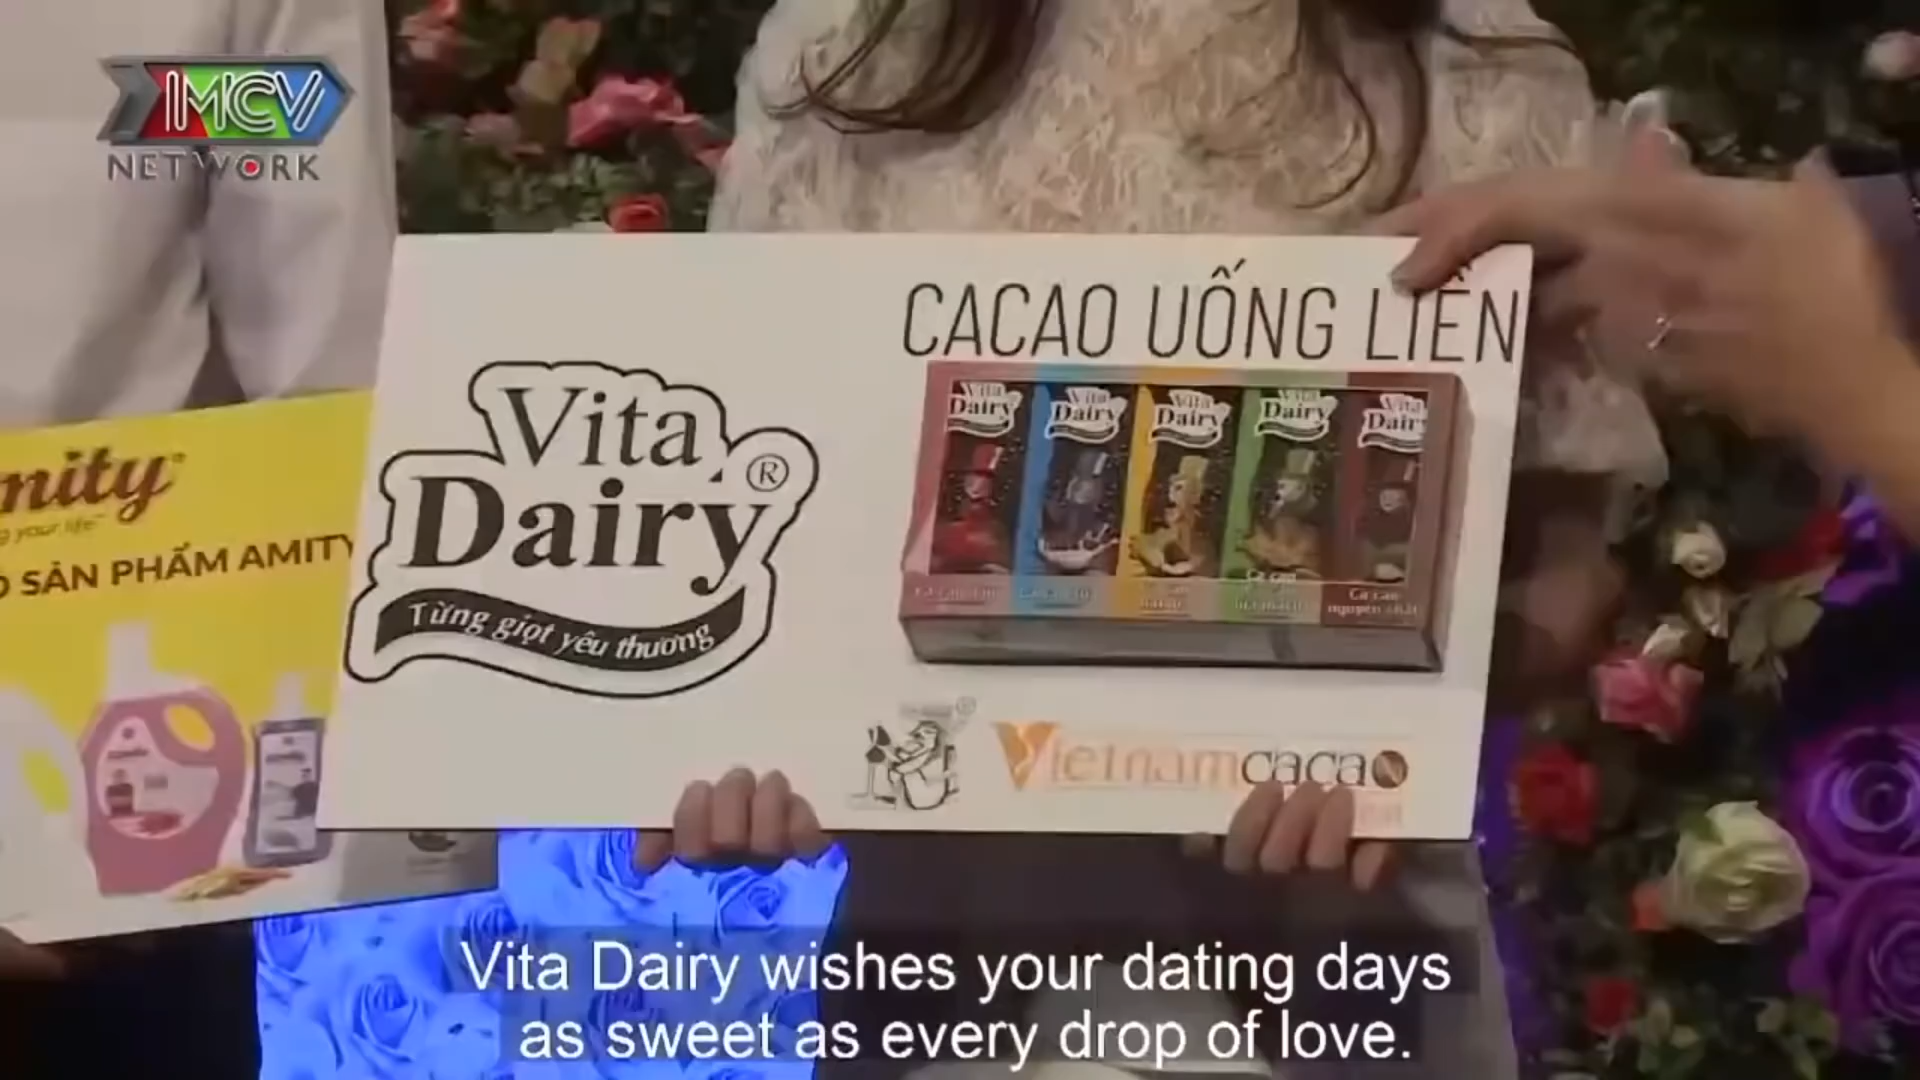 MCV
NETWORK
CACAO UỐNG LIỀN
Vita
Dairy®
Từng giọt yêu thương
Vita
Dairy
Vita
Dairy
Vita
Dairy
Vita
Dairy
Vita
Dairy
Ca cao
nguyên chất
Vietnamcacao
mity
g your life
SẢN PHẨM AMITY
Vita Dairy wishes your dating days
as sweet as every drop of love.